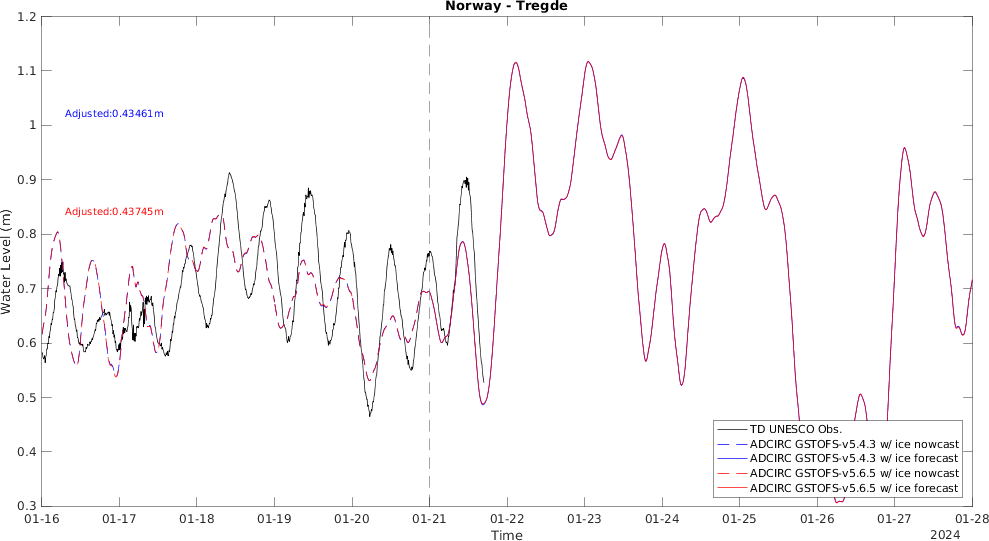 Norway - Tregde
1.2
1.1
1
0.9
0.8
0.7
0.6
0.5
0.4
0.3
Water Level (m)
Adjusted:0.43461m
Adjusted:0.43745m
TD UNESCO Obs.
ADCIRC GSTOFS-v5.4.3 w/ ice nowcast
ADCIRC GSTOFS-v5.4.3 w/ ice forecast
ADCIRC GSTOFS-v5.6.5 w/ ice nowcast
ADCIRC GSTOFS-v5.6.5 w/ ice forecast
01-16 01-17 01-18 01-19 01-20 01-21 01-22 01-23 01-24 01-25 01-26 01-27 01-28
Time
2024